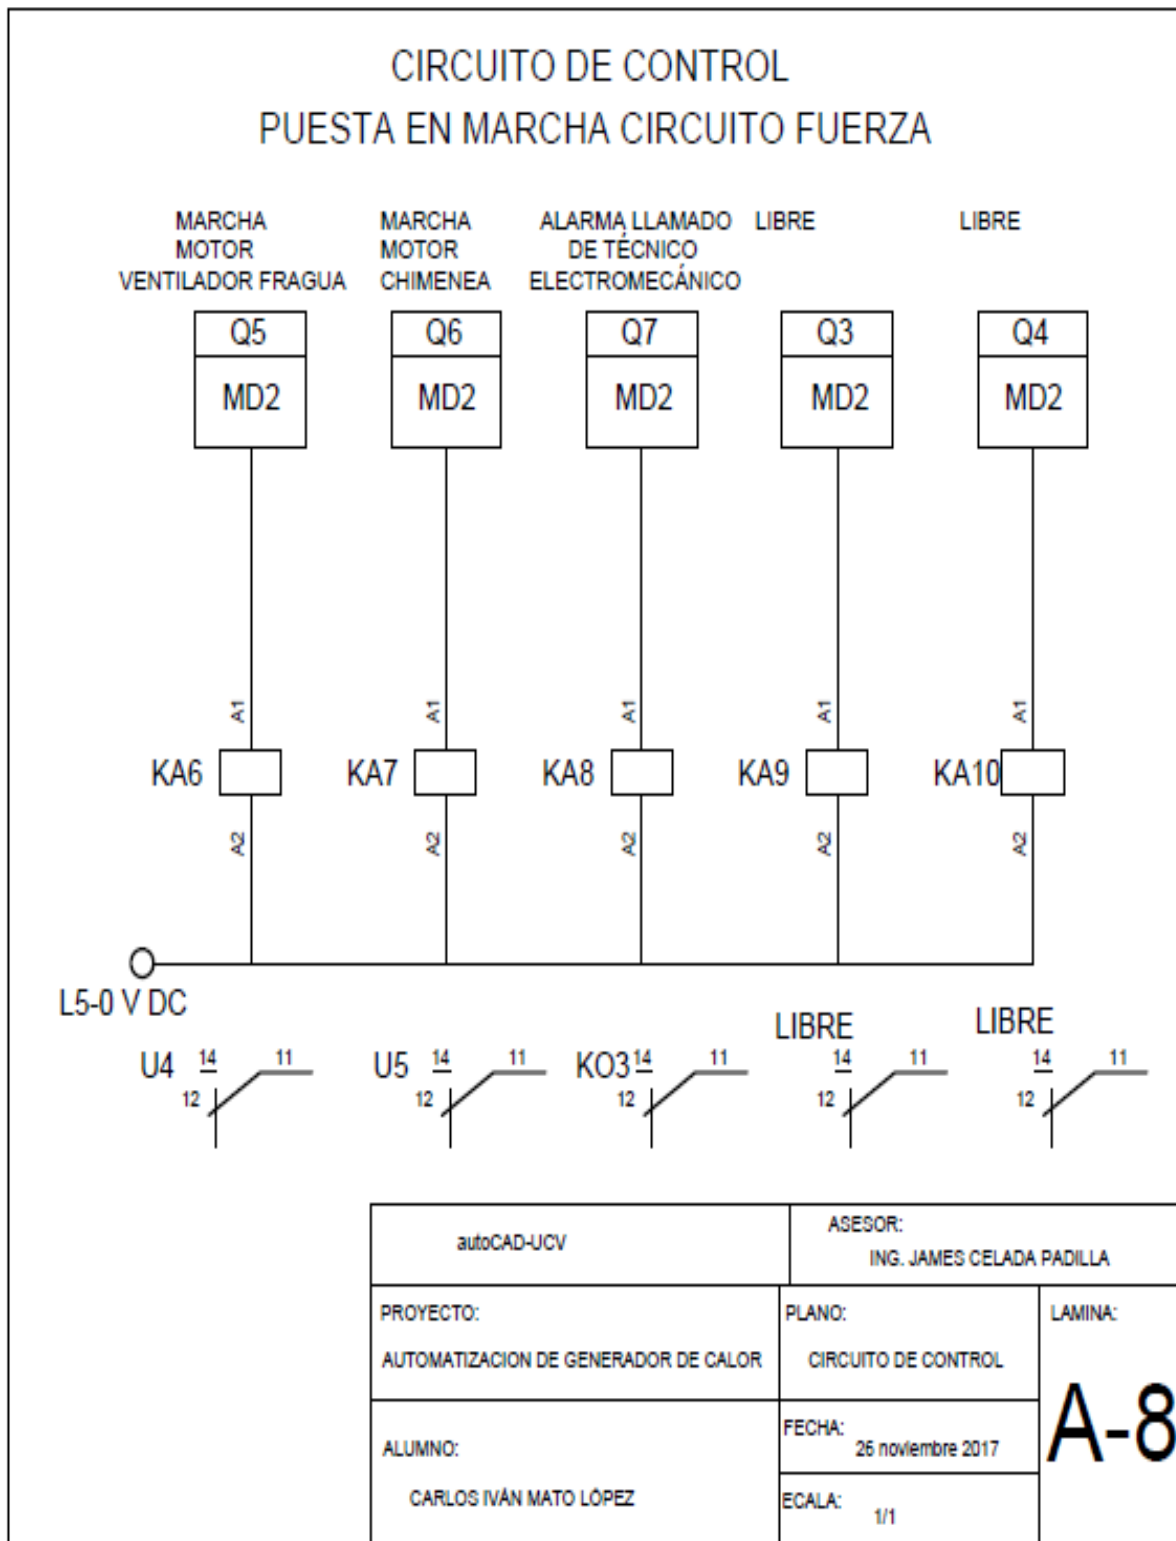 CIRCUITO DE CONTROL
PUESTA EN MARCHA CIRCUITO FUERZA
MARCHA
MOTOR
VENTILADOR FRAGUA
MARCHA
MOTOR
CHIMENEA
ALARMA LLAMADO
DE TÉCNICO
ELECTROMECÁNICO
LIBRE
LIBRE
Q5
MD2
Q6
MD2
Q7
MD2
Q3
MD2
Q4
MD2
A1
A1
A1
A1
A1
KA6
KA7
KA8
KA9
KA10
A2
A2
A2
A2
A2
L5-0 V DC
U4 14 11
12
U5 14 11
12
KO3 14 11
12
LIBRE
14 11
12
LIBRE
14 11
12
autoCAD-UCV
ASESOR:
ING. JAMES CELADA PADILLA
PROYECTO:
AUTOMATIZACION DE GENERADOR DE CALOR
PLANO:
CIRCUITO DE CONTROL
LAMINA:
A-8
ALUMNO:
CARLOS IVÁN MATO LÓPEZ
FECHA:
26 noviembre 2017
ECALA:
1/1